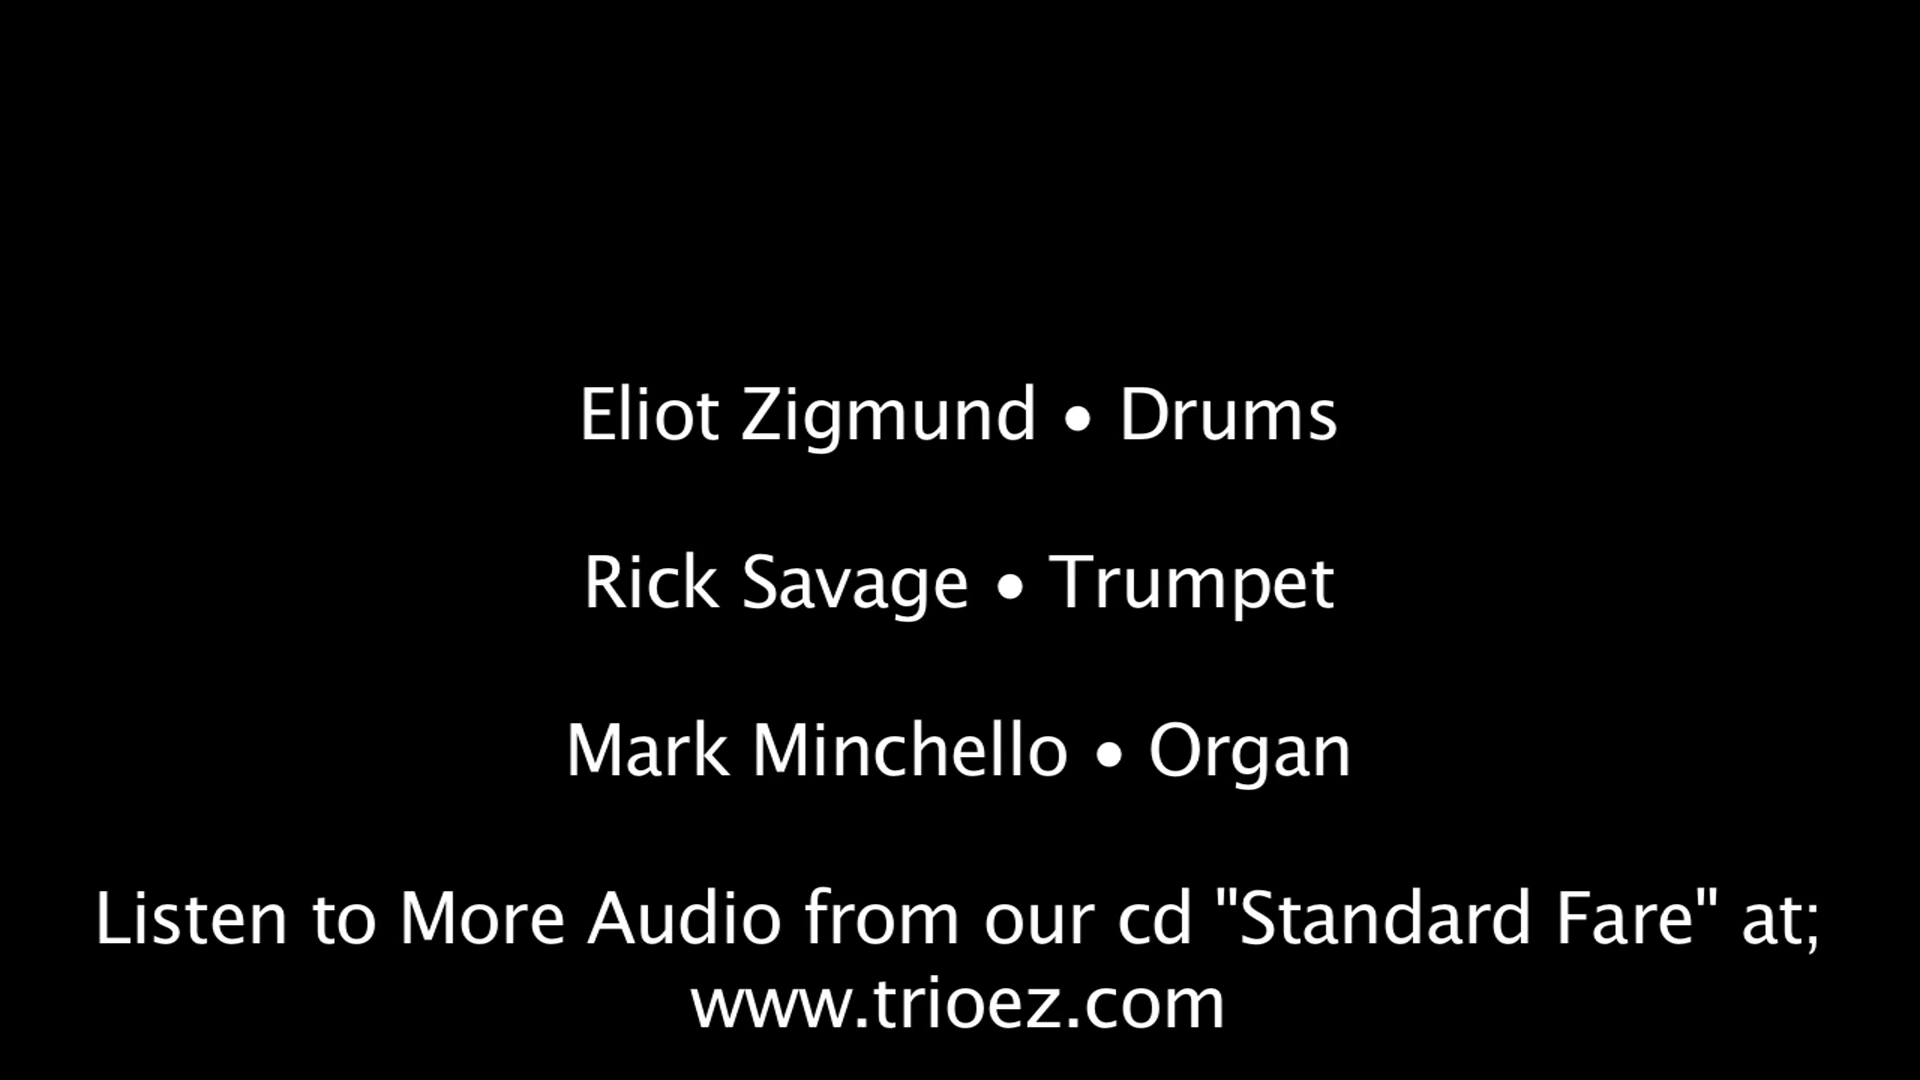 Eliot Zigmund • Drums
Rick Savage • Trumpet
Mark Minchello • Organ
Listen to More Audio from our cd "Standard Fare" at;
www.trioez.com